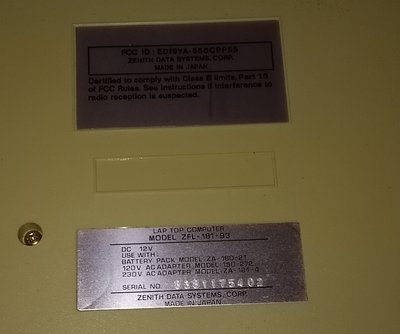 FCC ID: ED19YA-550CPP55
ZENITH DATA SYSTEMS, CORP.
MADE IN JAPAN
Certified to comply with Class B limits, Part 15
of FCC Rules. See Instructions if interference to
radio reception is suspected.
LAP TOP COMPUTER
MODEL ZFL-181-93
DC 12V
USE WITH:
BATTERY PACK MODEL: ZA-180-21
120V AC ADAPTER MODEL: 150-272
230V AC ADAPTER MODEL: ZA-181-4
SERIAL NO.
ZENITH DATA SYSTEMS, CORP.
MADE IN JAPAN